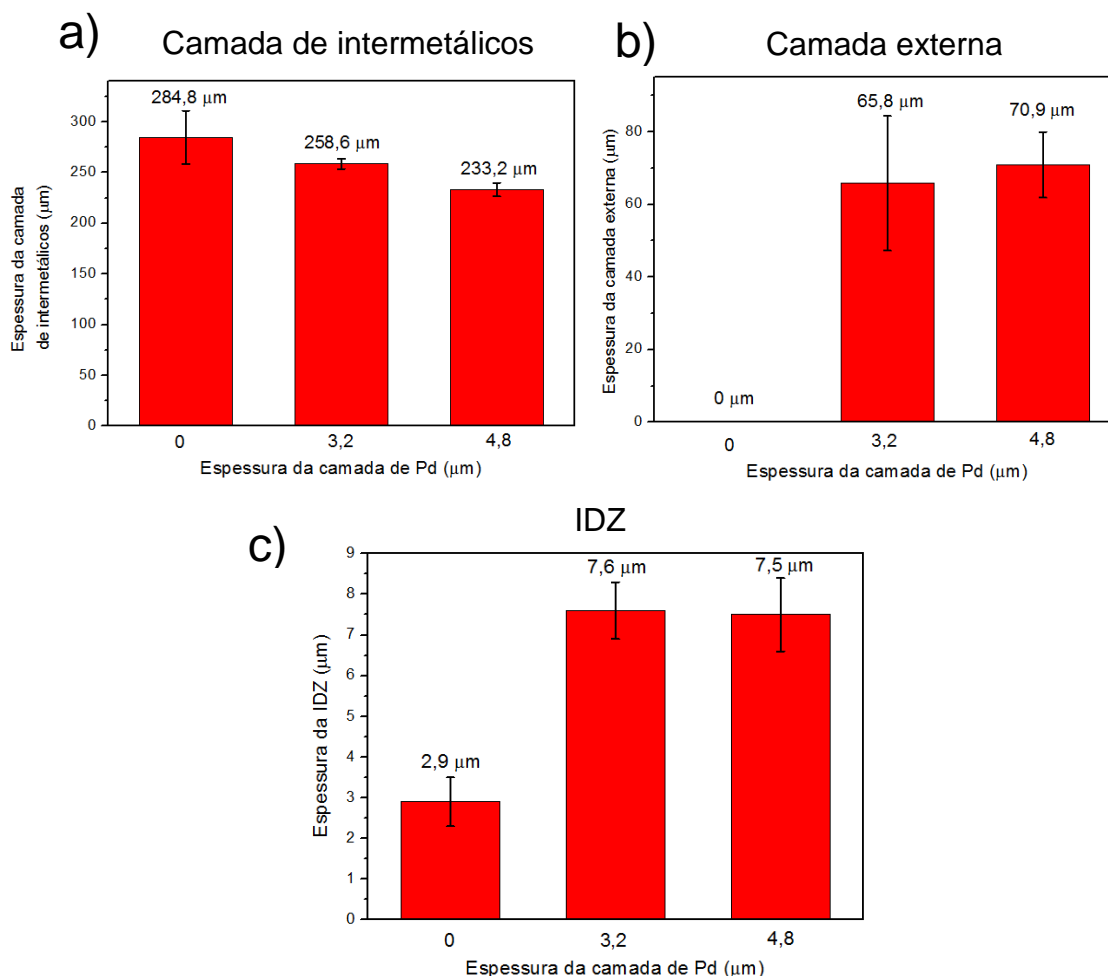 a)
Camada de intermetálicos
284,8 μm
258,6 μm
233,2 μm
300
250
200
150
100
50
0
Espessura da camada
de intermetálicos (μm)
0
3,2
4,8
Espessura da camada de Pd (μm)
b)
Camada externa
65,8 μm
70,9 μm
0 μm
80
60
40
20
0
Espessura da camada externa (μm)
0
3,2
4,8
Espessura da camada de Pd (μm)
c)
IDZ
7,6 μm
7,5 μm
2,9 μm
9
8
7
6
5
4
3
2
1
0
Espessura da IDZ (μm)
0
3,2
4,8
Espessura da camada de Pd (μm)